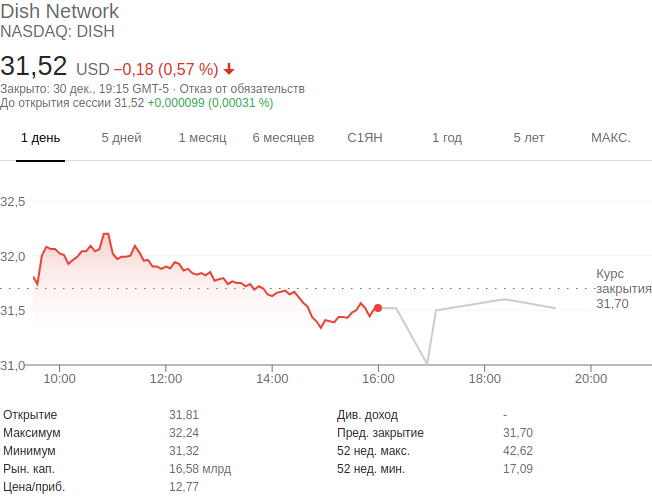 Dish Network
NASDAQ: DISH
31,52 USD −0,18 (0,57 %)
Закрыто: 30 дек., 19:15 GMT-5 · Отказ от обязательств
До открытия сессии 31,52 +0,000099 (0,00031 %)
1 день 5 дней 1 месяц 6 месяцев С1ЯН 1 год 5 лет МАКС.
32,5
32,0
Курс
закрытия
31,70
31,5
31,0
10:00 12:00 14:00 16:00 18:00 20:00
Открытие 31,81 Див. доход -
Максимум 32,24 Пред. закрытие 31,70
Минимум 31,32 52 нед. макс. 42,62
Рын. кап. 16,58 млрд 52 нед. мин. 17,09
Цена/приб. 12,77